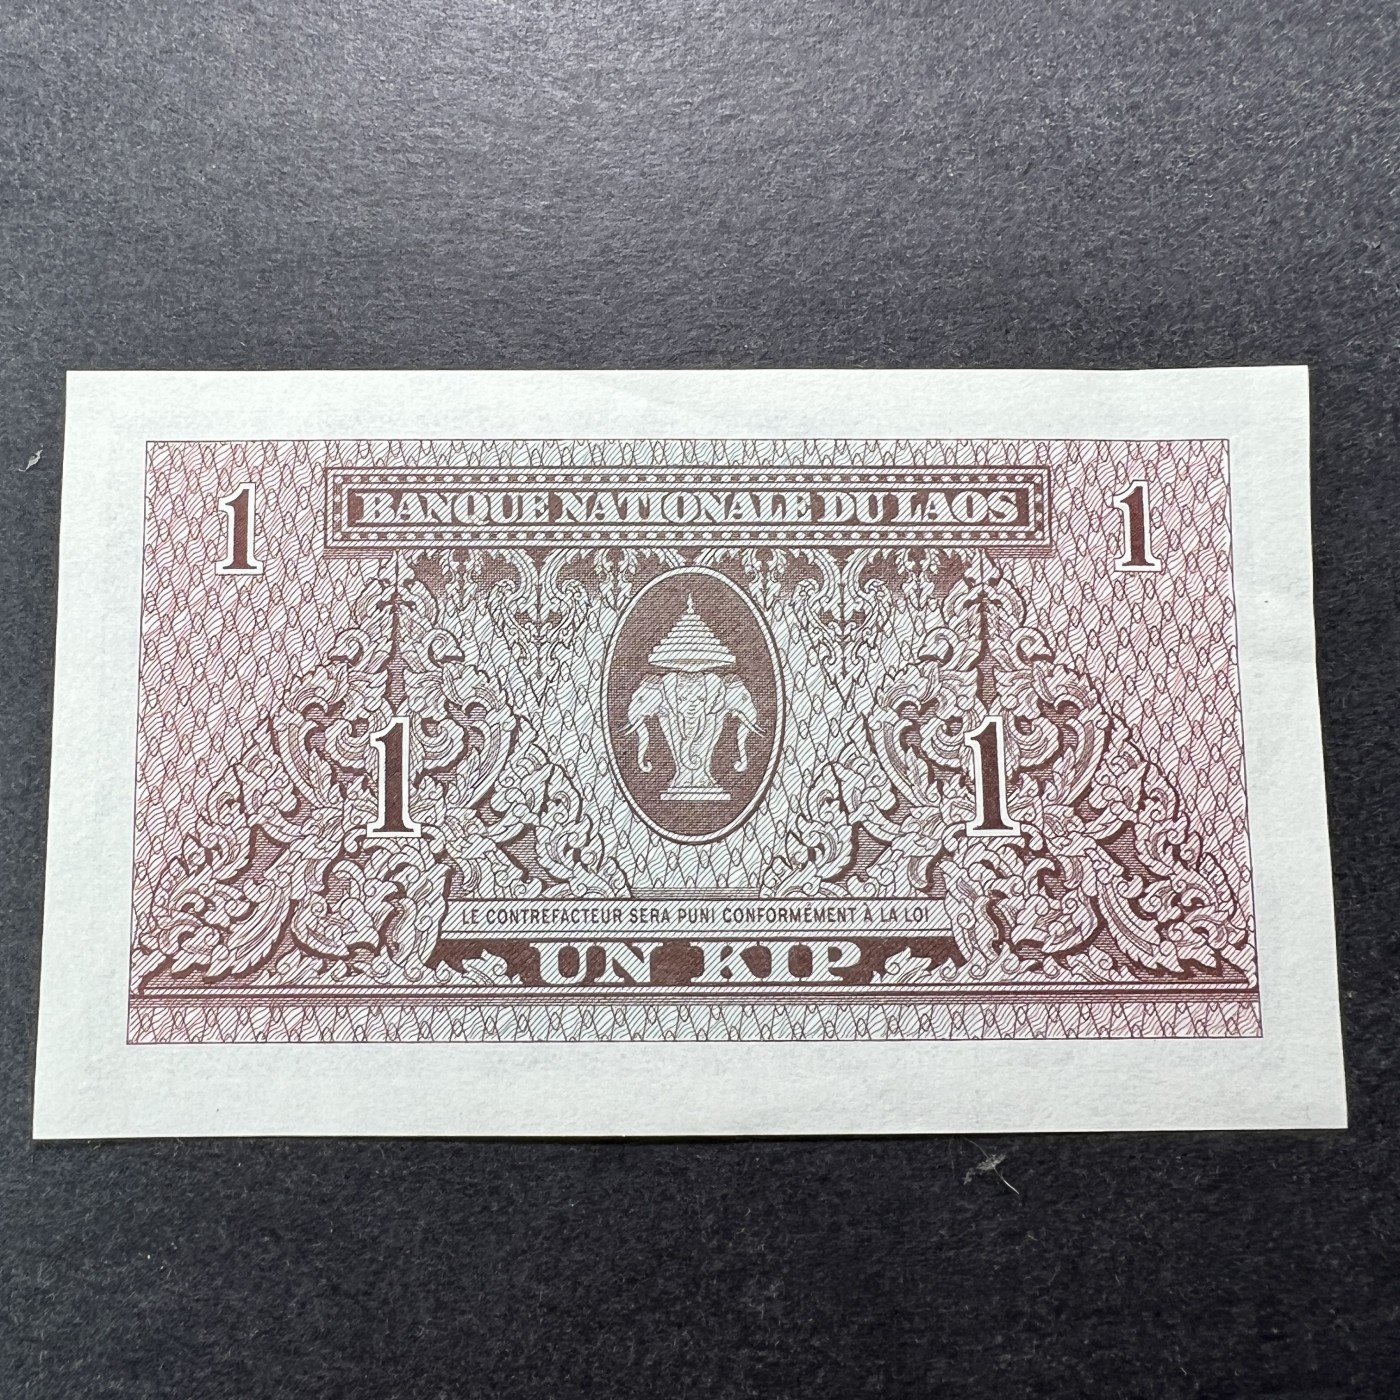 1 BANQUE NATIONALE DU LAOS 1
1 1
LE CONTREFACTEUR SERA PUNI CONFORMÉMENT À LA LOI
UN KIP